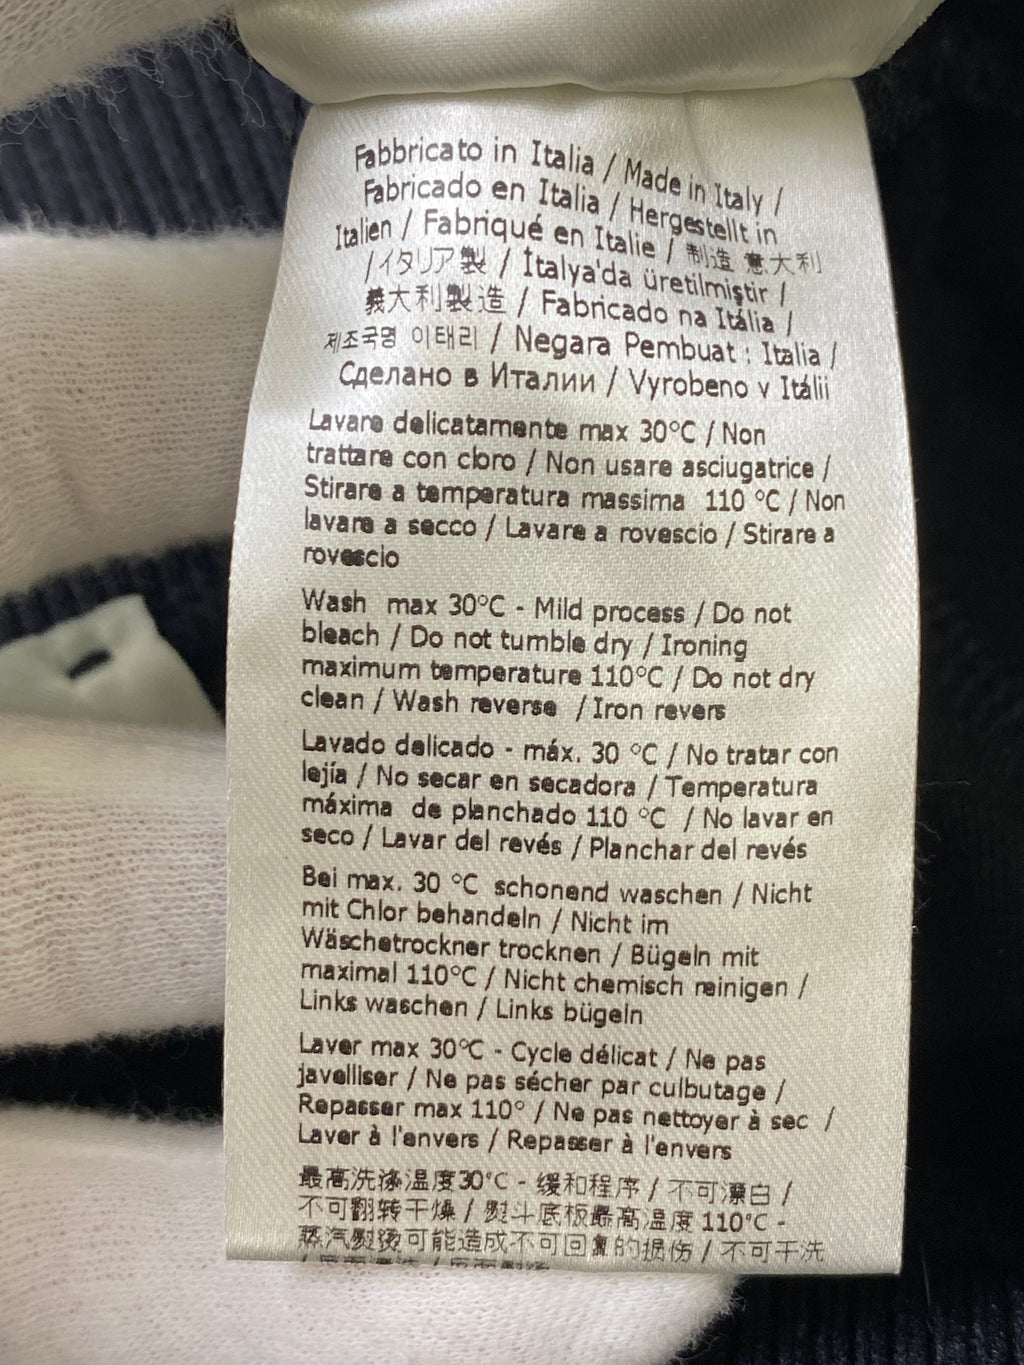 Fabbricato in Italia / Made in Italy /
Fabricado en Italia / Hergestellt in
Italien / Fabriqué en Italie / 制造 意大利
/イタリア製 / İtalya'da üretilmiştir /
義大利製造 / Fabricado na Itália /
제조국명 이태리 / Negara Pembuat : Italia /
Сделано в Италии / Vyrobeno v Itálii
Lavare delicatamente max 30°C / Non
trattare con cloro / Non usare asciugatrice /
Stirare a temperatura massima 110 °C / Non
lavare a secco / Lavare a rovescio / Stirare a
rovescio
Wash max 30°C - Mild process / Do not
bleach / Do not tumble dry / Ironing
maximum temperature 110°C / Do not dry
clean / Wash reverse / Iron revers
Lavado dalicado - máx. 30 °C / No tratar con
lejía / No secar en secadora / Temperatura
máxima de planchado 110 °C / No lavar en
seco / Lavar del revés / Planchar del revés
Bei max. 30 °C schonend waschen / Nicht
mit Chlor behandeln / Nicht im
Wäschetrockner trocknen / Bügeln mit
maximal 110°C / Nicht chemisch reinigen /
Links waschen / Links bügeln
Laver max 30°C - Cycle délicat / Ne pas
javelliser / Ne pas sécher par culbutage /
Repasser max 110° / Ne pas nettoyer à sec /
Laver à l'envers / Repasser à l'envers
最高洗涤温度30°C - 缓和程序 / 不可漂白 /
不可翻转干燥 / 熨斗底板最高温度 110°C -
蒸汽熨烫可能造成不可回复的损伤 / 不可干洗